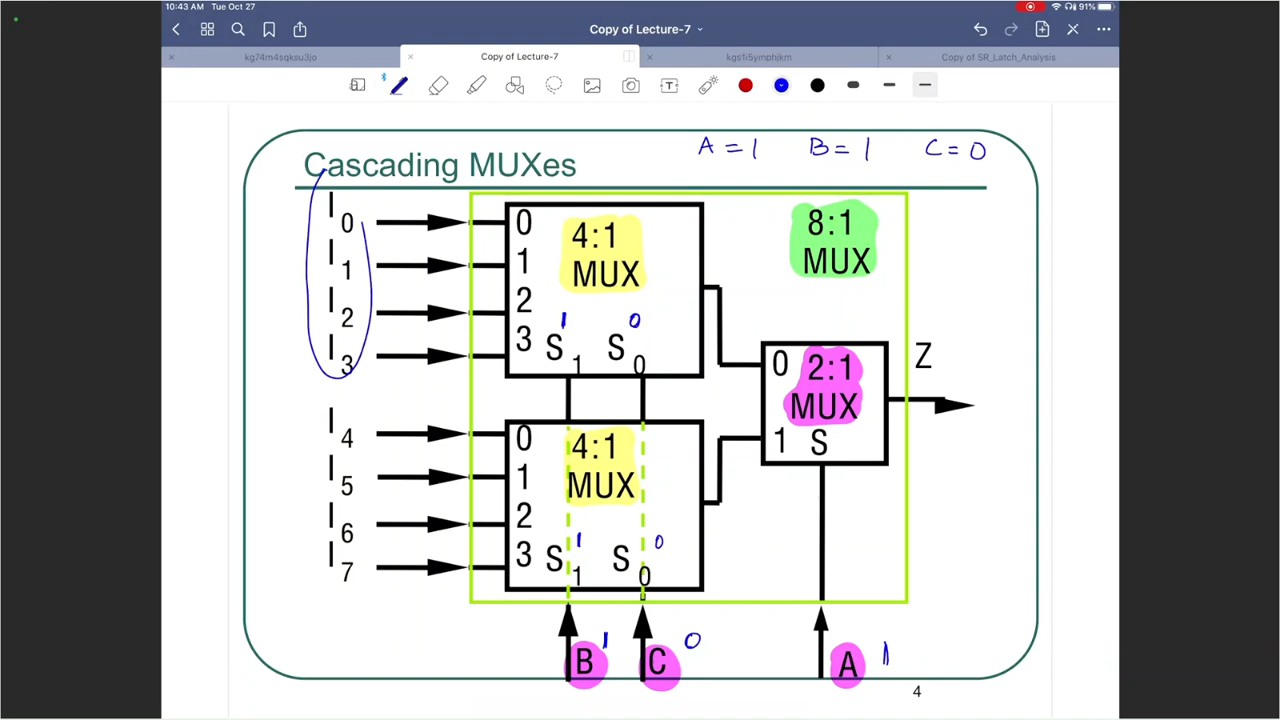 10:43 AM Tue Oct 27
91%
Copy of Lecture-7
kg74m4sqksu3jo
Copy of Lecture-7
kgs1i5ymphjkm
Copy of SR_Latch_Analysis
T
A = 1 B = 1 C = 0
Cascading MUXes
I0
I1
I2
I3
I4
I5
I6
I7
0
1
2
3
4:1
MUX
1 0
S1 S0
8:1
MUX
0
1
2:1
MUX
S
Z
0
1
2
3
4:1
MUX
1 0
S1 S0
B 1
C 0
A 1
4